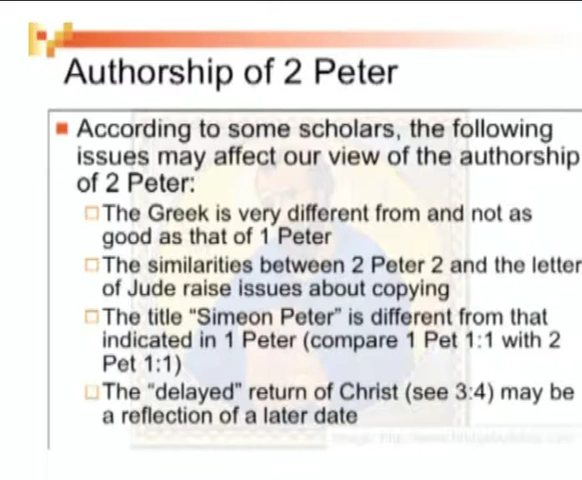 Authorship of 2 Peter
According to some scholars, the following
issues may affect our view of the authorship
of 2 Peter:
The Greek is very different from and not as
good as that of 1 Peter
The similarities between 2 Peter 2 and the letter
of Jude raise issues about copying
The title “Simeon Peter” is different from that
indicated in 1 Peter (compare 1 Pet 1:1 with 2
Pet 1:1)
The “delayed” return of Christ (see 3:4) may be
a reflection of a later date